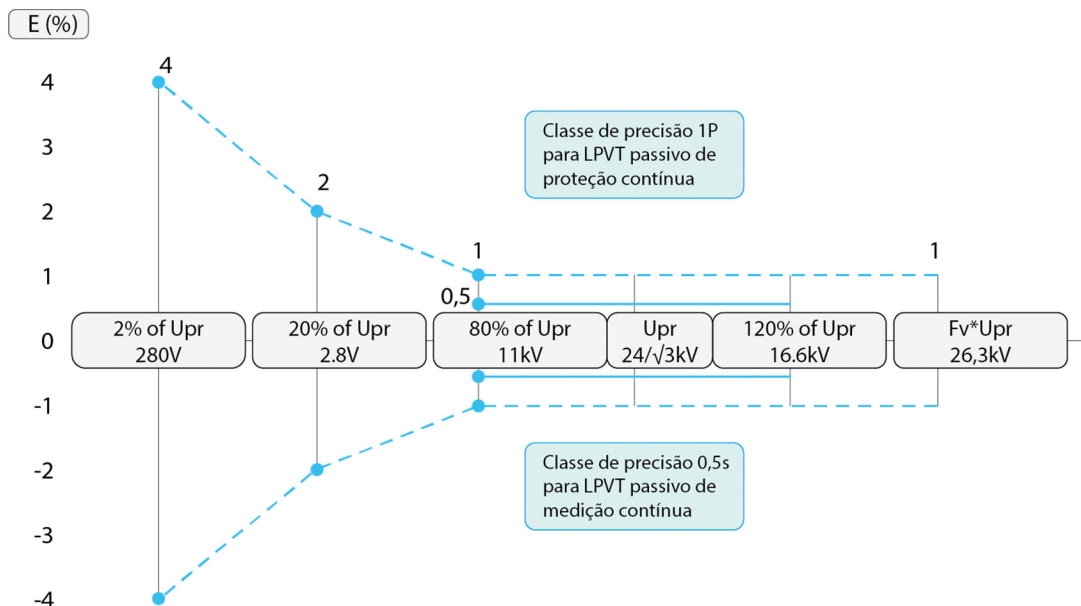 E (%)
4
4
3
Classe de precisão 1P
para LPVT passivo de
proteção contínua
2
2
1
1
1
0,5
0
2% of Upr
280V
20% of Upr
2.8V
80% of Upr
11kV
Upr
24/√3kV
120% of Upr
16.6kV
Fv*Upr
26,3kV
-1
-2
Classe de precisão 0,5s
para LPVT passivo de
medição contínua
-3
-4